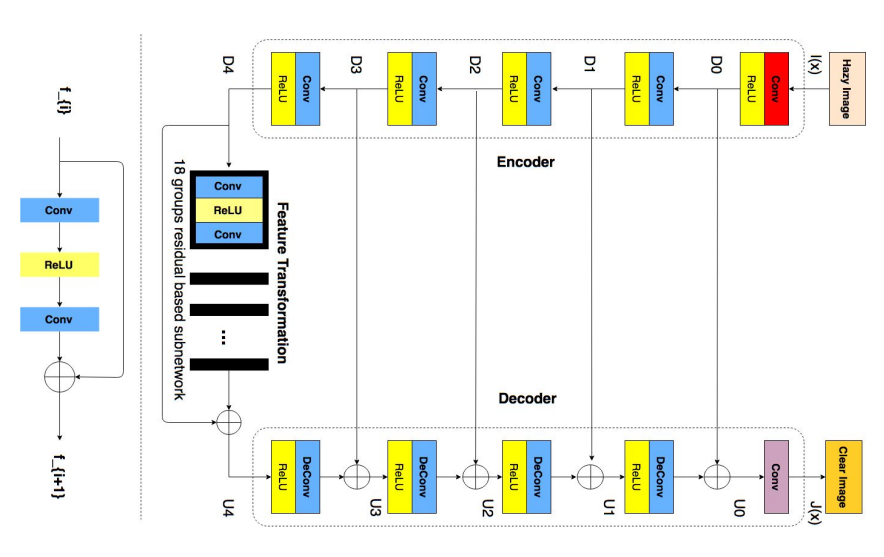 Hazy Image
I(x)
Conv
ReLU
D0
Conv
ReLU
D1
Conv
ReLU
D2
Conv
ReLU
D3
Conv
ReLU
D4
Encoder
Conv
ReLU
Conv
...
Feature Transformation
18 groups residual based subnetwork
Decoder
U4
DeConv
ReLU
U3
DeConv
ReLU
U2
DeConv
ReLU
U1
DeConv
ReLU
U0
Conv
J(x)
Clear Image
f_{i}
Conv
ReLU
Conv
f_{i+1}